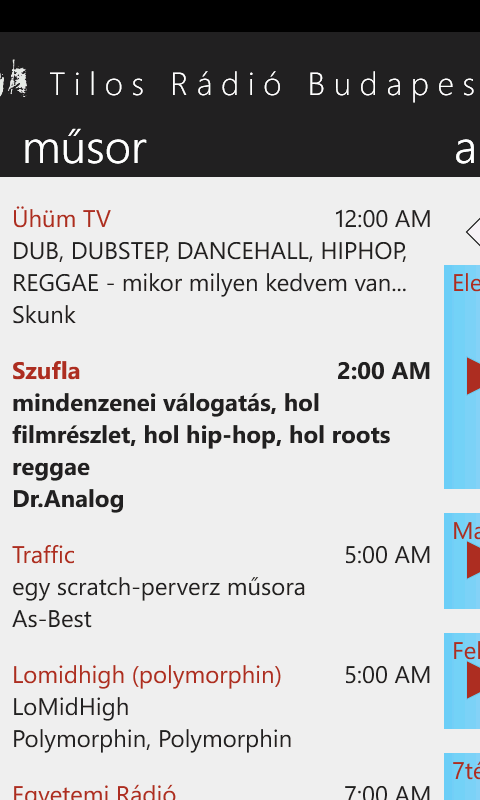 Tilos Rádió Budapes
műsor
a
Ühüm TV 12:00 AM
DUB, DUBSTEP, DANCEHALL, HIPHOP,
REGGAE - mikor milyen kedvem van...
Skunk
Szufla 2:00 AM
mindenzenei válogatás, hol
filmrészlet, hol hip-hop, hol roots
reggae
Dr.Analog
Traffic 5:00 AM
egy scratch-perverz műsora
As-Best
Lomidhigh (polymorphin) 5:00 AM
LoMidHigh
Polymorphin, Polymorphin
Egyetemi Rádió 7:00 AM
Ele
Ma
Fel
7té